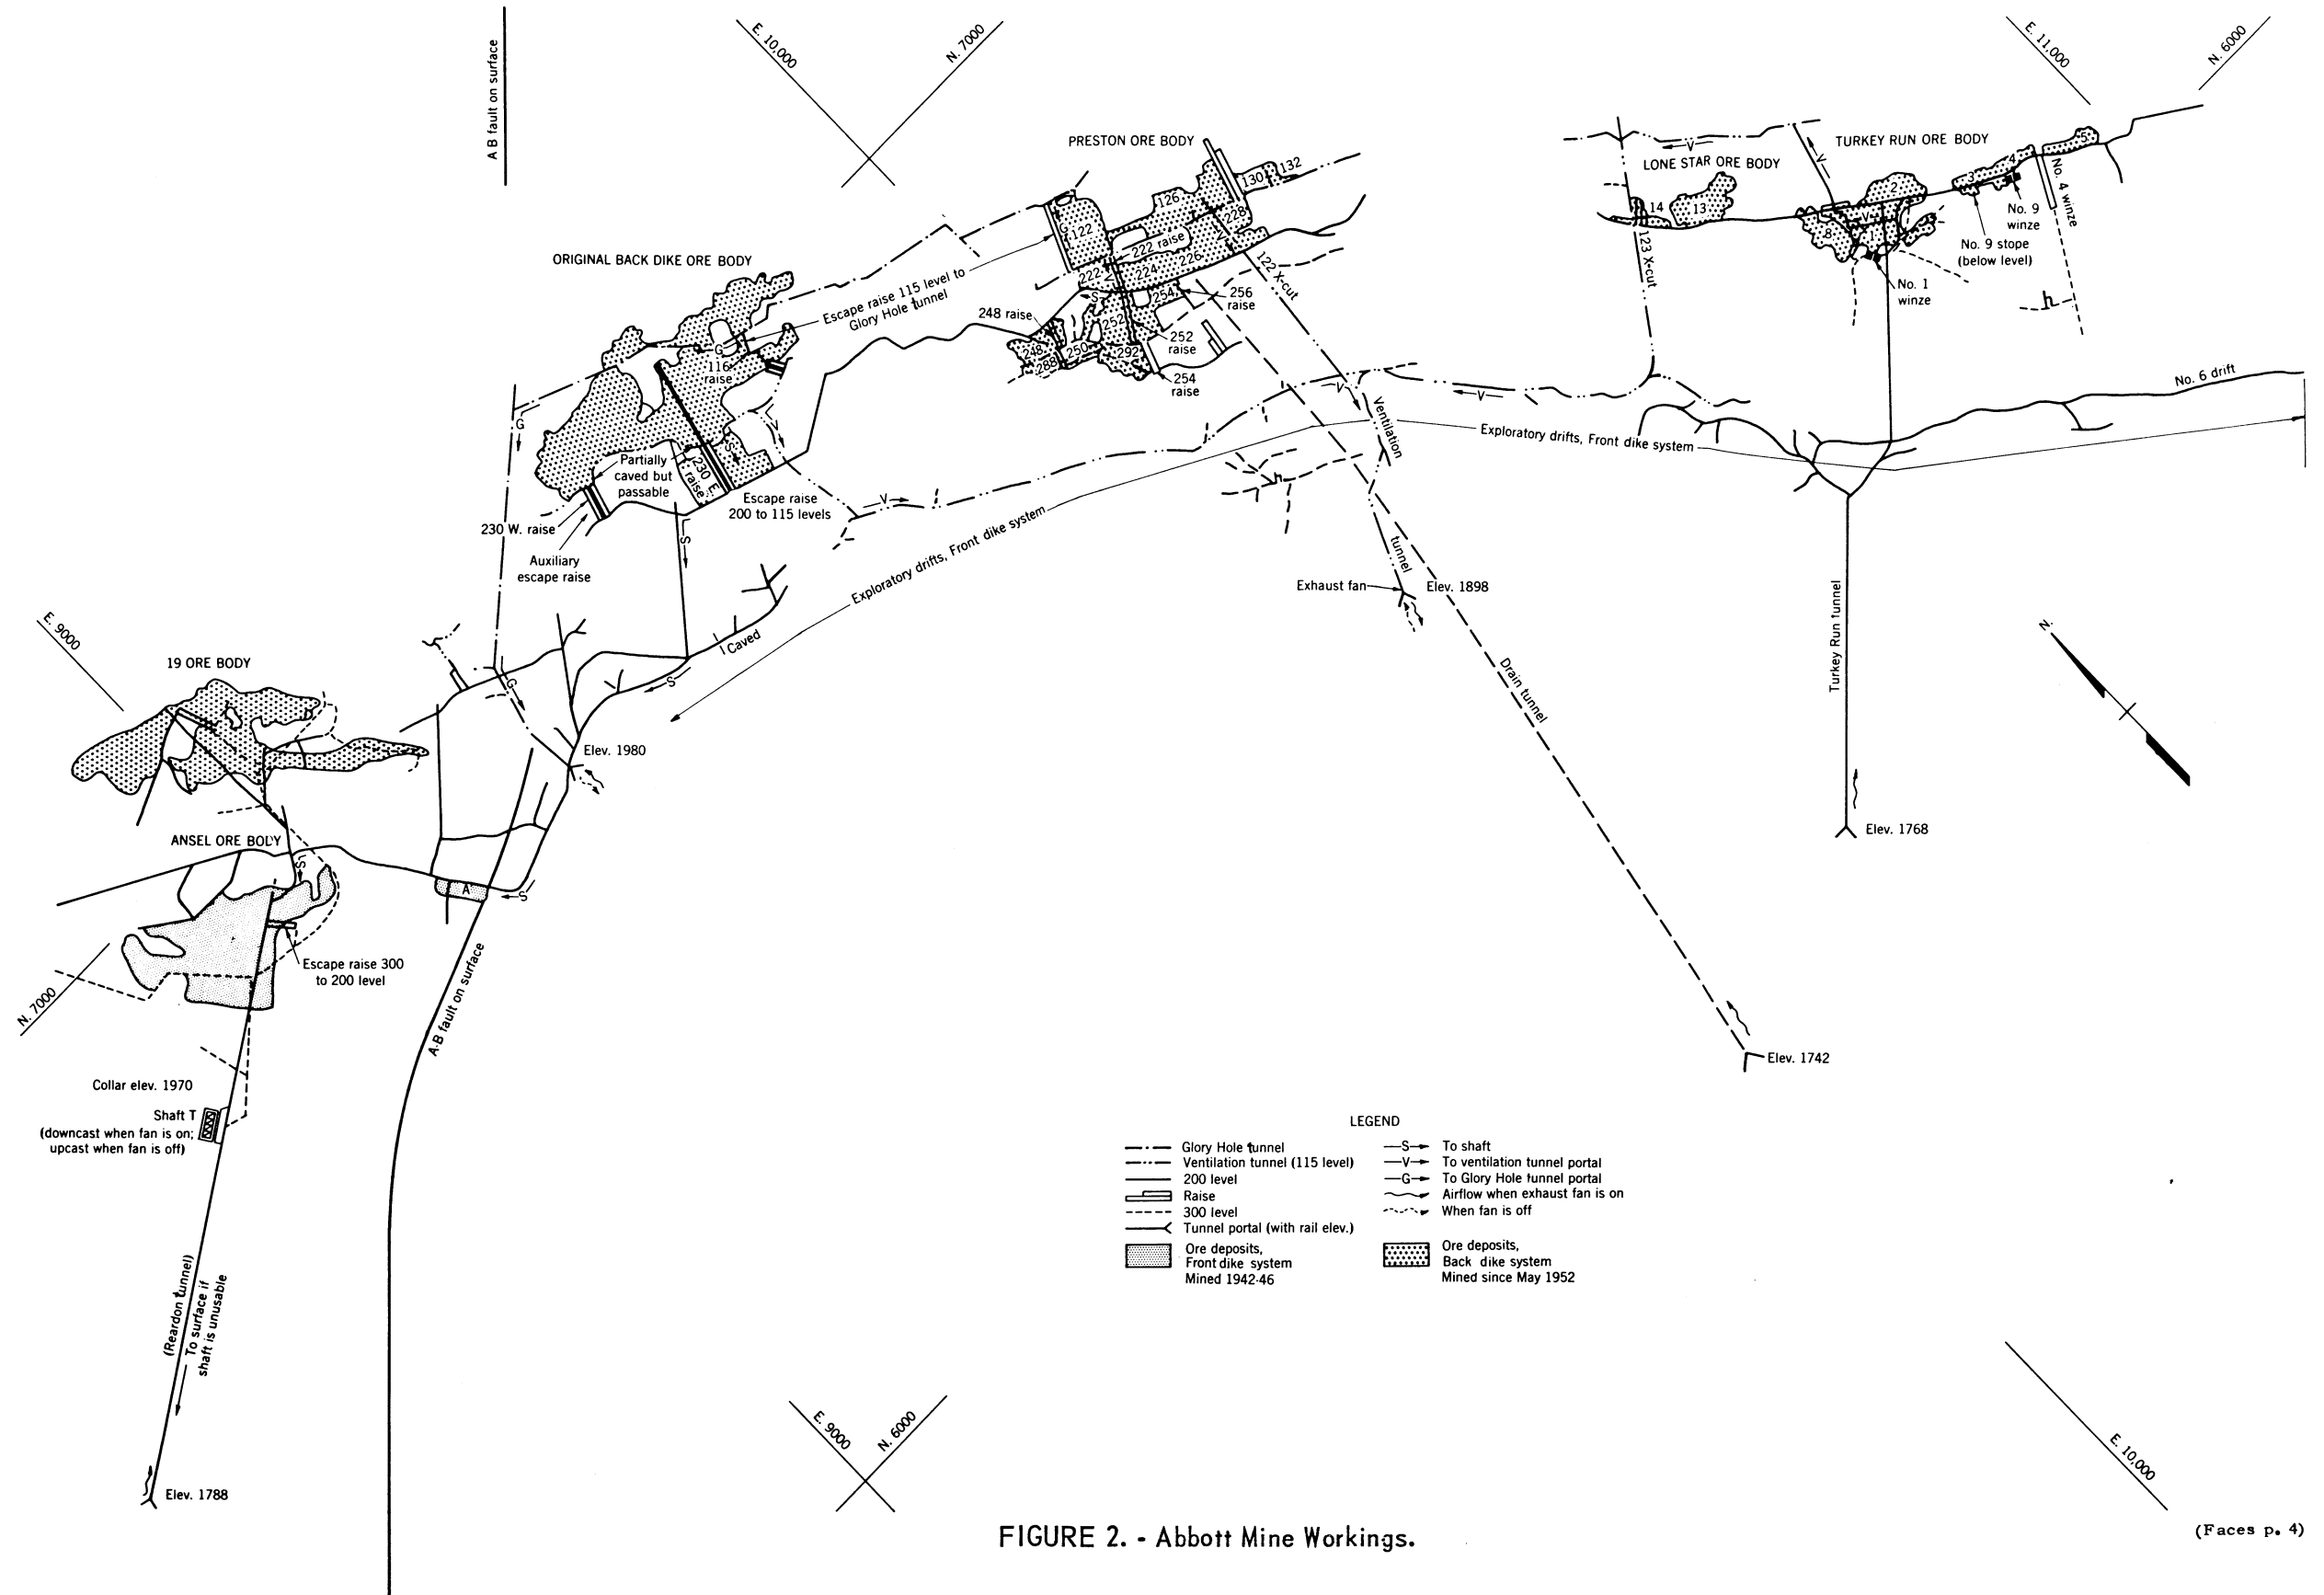 A B fault on surface
E. 10,000
N. 7000
E. 11,000
N. 6000
PRESTON ORE BODY
TURKEY RUN ORE BODY
LONE STAR ORE BODY
ORIGINAL BACK DIKE ORE BODY
Escape raise 115 level to
Glory Hole tunnel
G
122
126
130
132
228
222 raise
222
V
224
226
V
122 X-cut
S
254
256
raise
248 raise
252
252
raise
248
250
288
292
254
raise
V
14
13
123 X-cut
V
2
V
8
1
3
4
5
No. 9
winze
No. 4 winze
No. 9 stope
(below level)
No. 1
winze
h
G
116
raise
G
V
S
Partially
caved but
passable
230 E.
raise
Escape raise
200 to 115 levels
230 W. raise
Auxiliary
escape raise
S
V
V
V
Ventilation
tunnel
Exploratory drifts, Front dike system
No. 6 drift
Exploratory drifts, Front dike system
h
Exhaust fan
Elev. 1898
Caved
S
G
Elev. 1980
E. 9000
19 ORE BODY
ANSEL ORE BODY
S
A
S
Escape raise 300
to 200 level
N. 7000
A-B fault on surface
Drain tunnel
Turkey Run tunnel
Elev. 1768
Elev. 1742
N.
Collar elev. 1970
Shaft T
(downcast when fan is on;
upcast when fan is off)
(Reardon tunnel)
To surface if
shaft is unusable
Elev. 1788
LEGEND
Glory Hole tunnel
Ventilation tunnel (115 level)
200 level
Raise
300 level
Tunnel portal (with rail elev.)
Ore deposits,
Front dike system
Mined 1942-46
S To shaft
V To ventilation tunnel portal
G To Glory Hole tunnel portal
Airflow when exhaust fan is on
When fan is off
Ore deposits,
Back dike system
Mined since May 1952
E. 9000
N. 6000
E. 10,000
FIGURE 2. - Abbott Mine Workings.
(Faces p. 4)